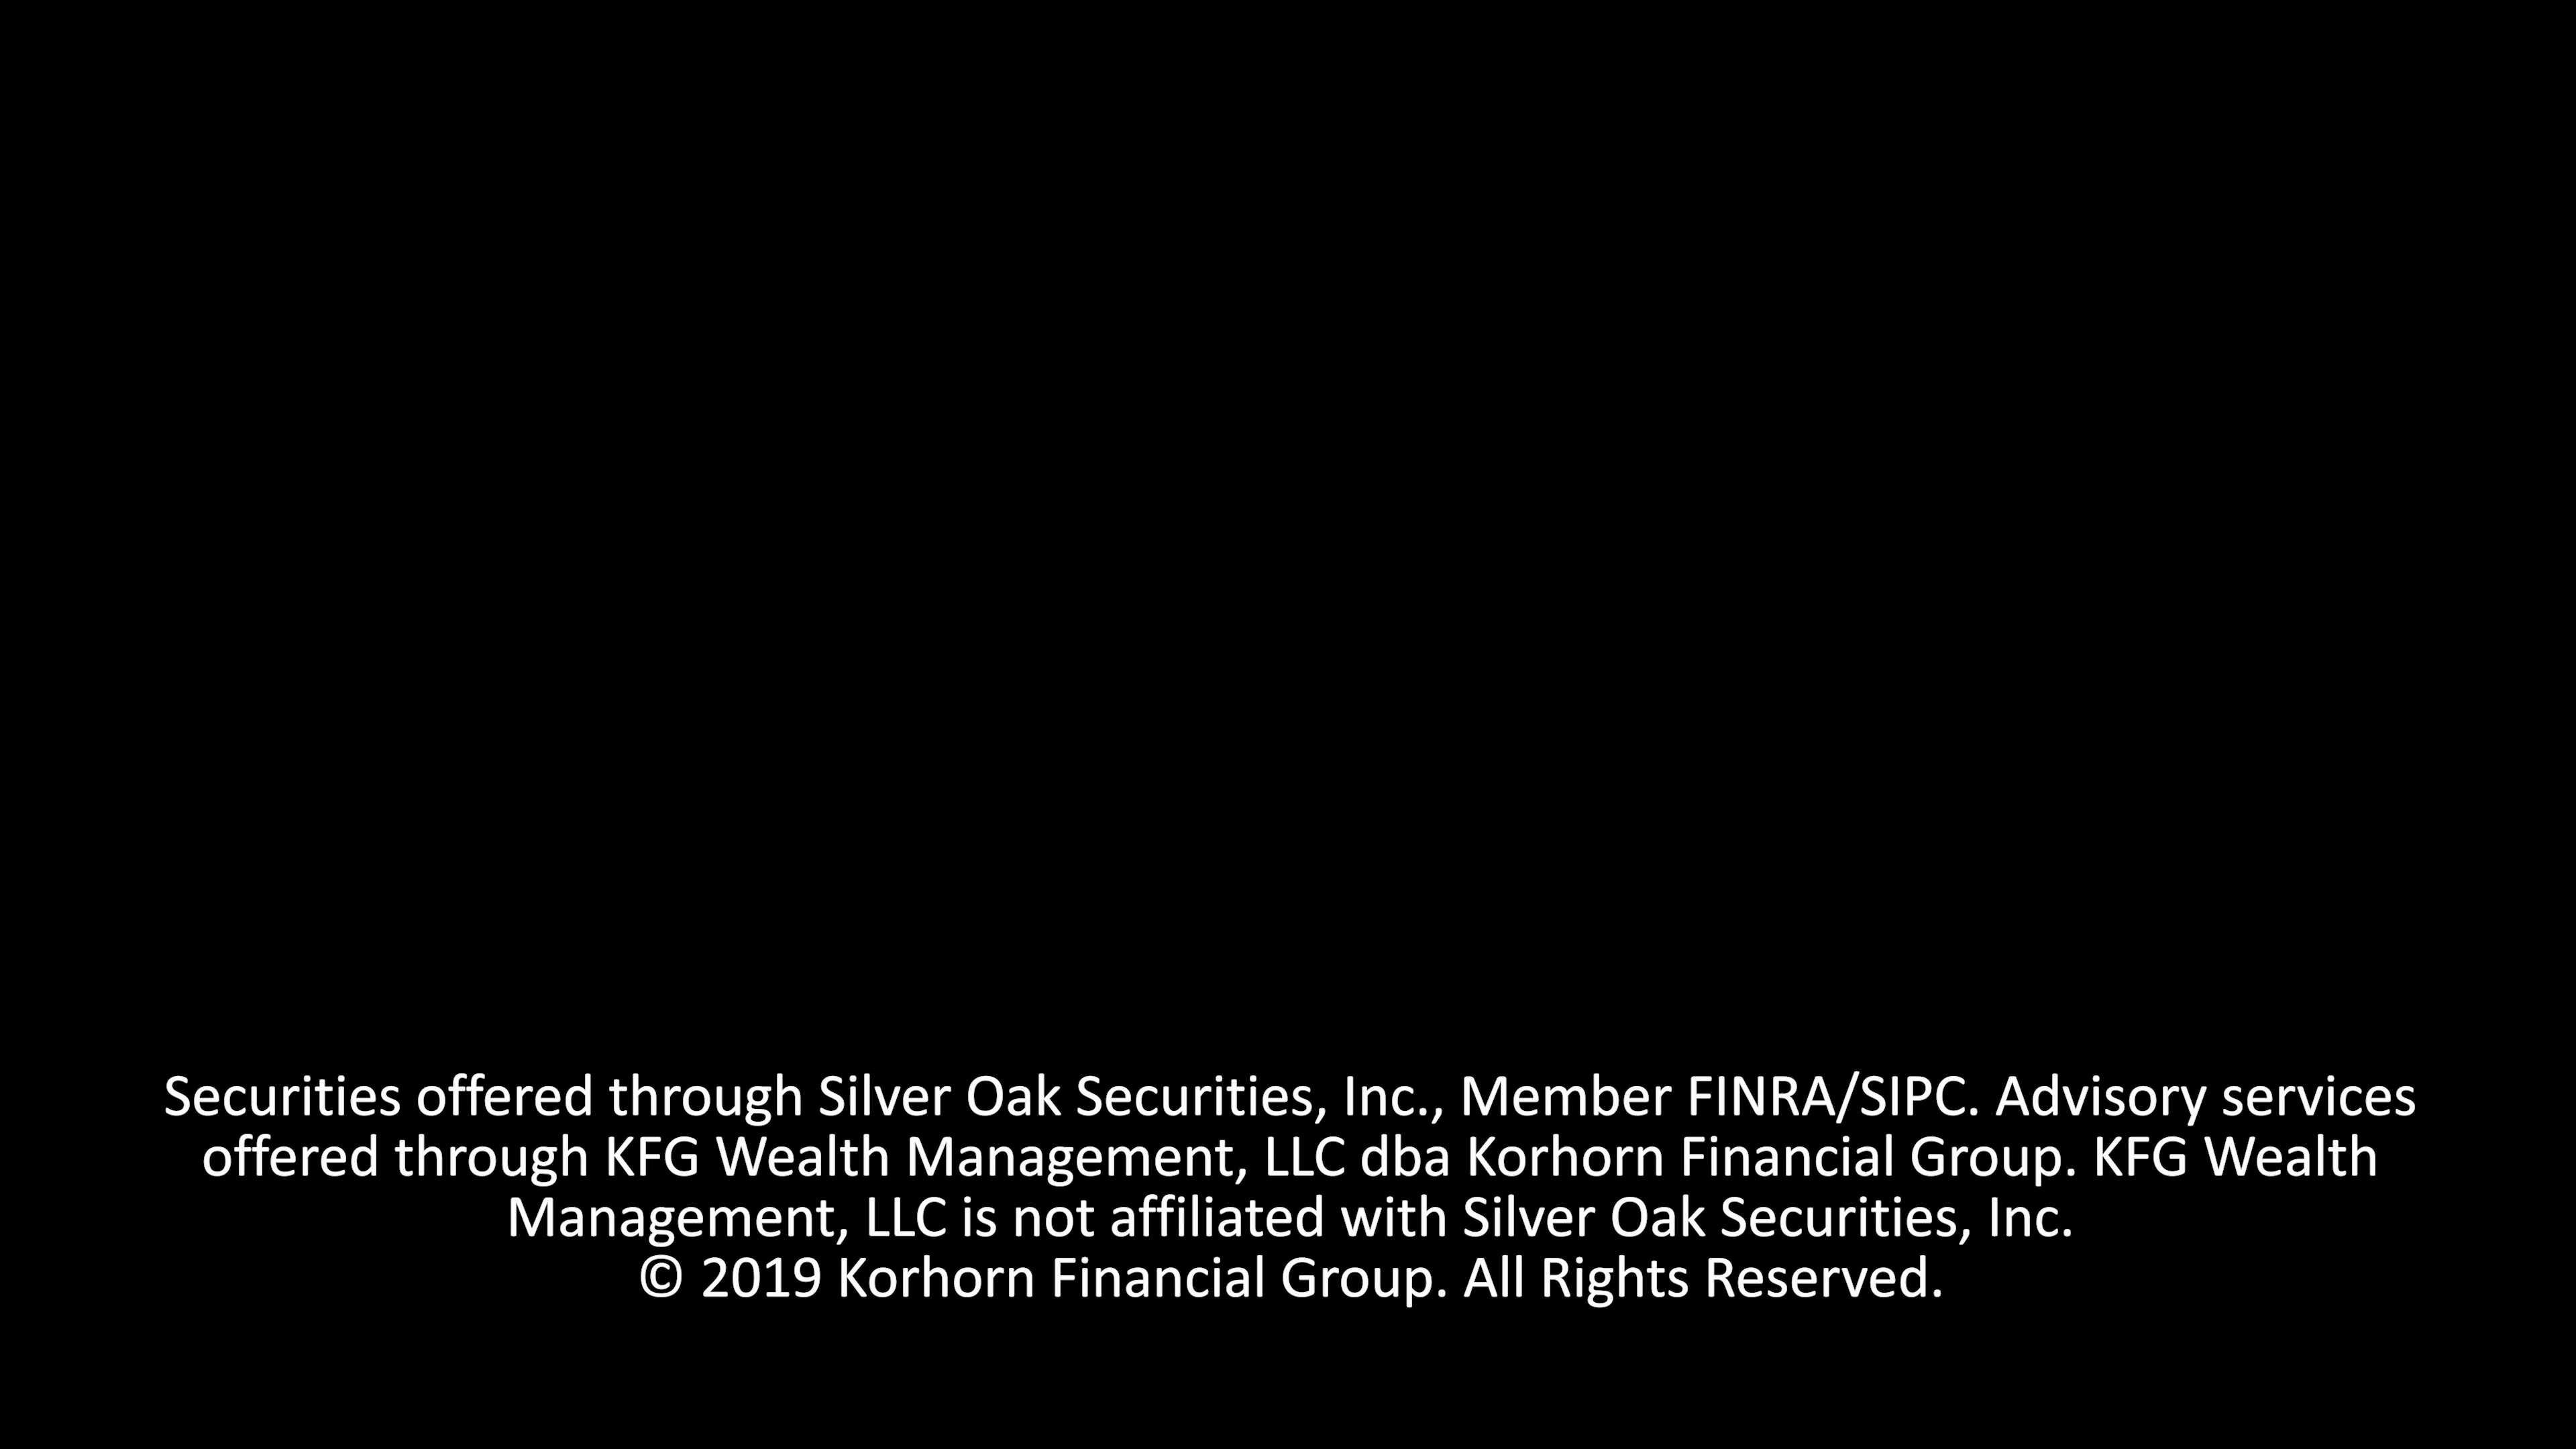 Securities offered through Silver Oak Securities, Inc., Member FINRA/SIPC. Advisory services
offered through KFG Wealth Management, LLC dba Korhorn Financial Group. KFG Wealth
Management, LLC is not affiliated with Silver Oak Securities, Inc.
© 2019 Korhorn Financial Group. All Rights Reserved.